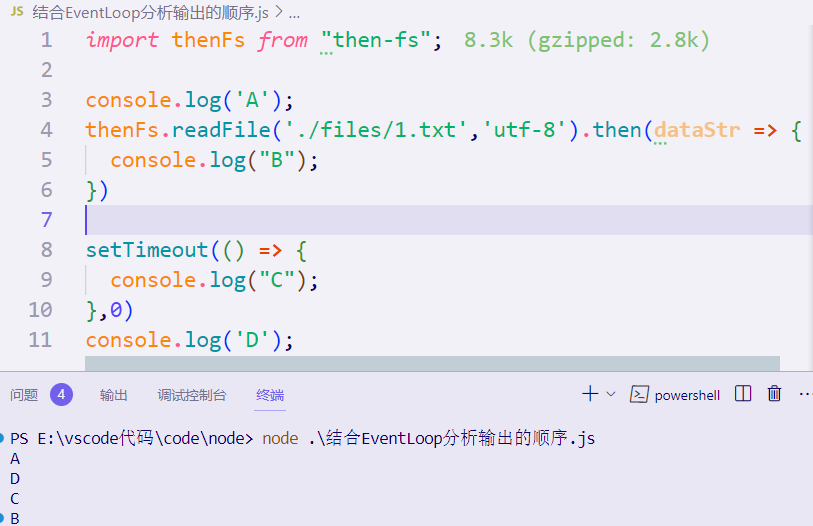 JS 结合EventLoop分析输出的顺序.js > ...
1 import thenFs from "then-fs"; 8.3k (gzipped: 2.8k)
2
3 console.log('A');
4 thenFs.readFile('./files/1.txt','utf-8').then(dataStr => {
5 console.log("B");
6 })
7
8 setTimeout(() => {
9 console.log("C");
10 },0)
11 console.log('D');
问题 4 输出 调试控制台 终端 powershell
PS E:\vscode代码\code\node> node .\结合EventLoop分析输出的顺序.js
A
D
C
B